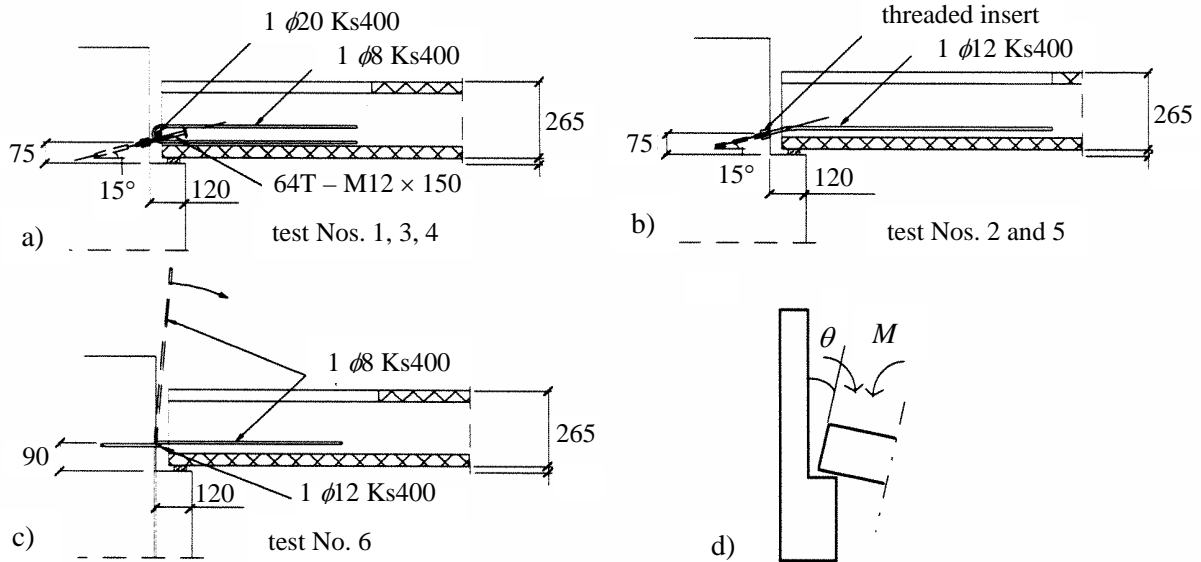 1 ϕ20 Ks400
1 ϕ8 Ks400
265
75
15°
120
64T – M12 × 150
a)
test Nos. 1, 3, 4
threaded insert
1 ϕ12 Ks400
265
75
15°
120
b)
test Nos. 2 and 5
1 ϕ8 Ks400
265
90
120
1 ϕ12 Ks400
c)
test No. 6
θ
M
d)